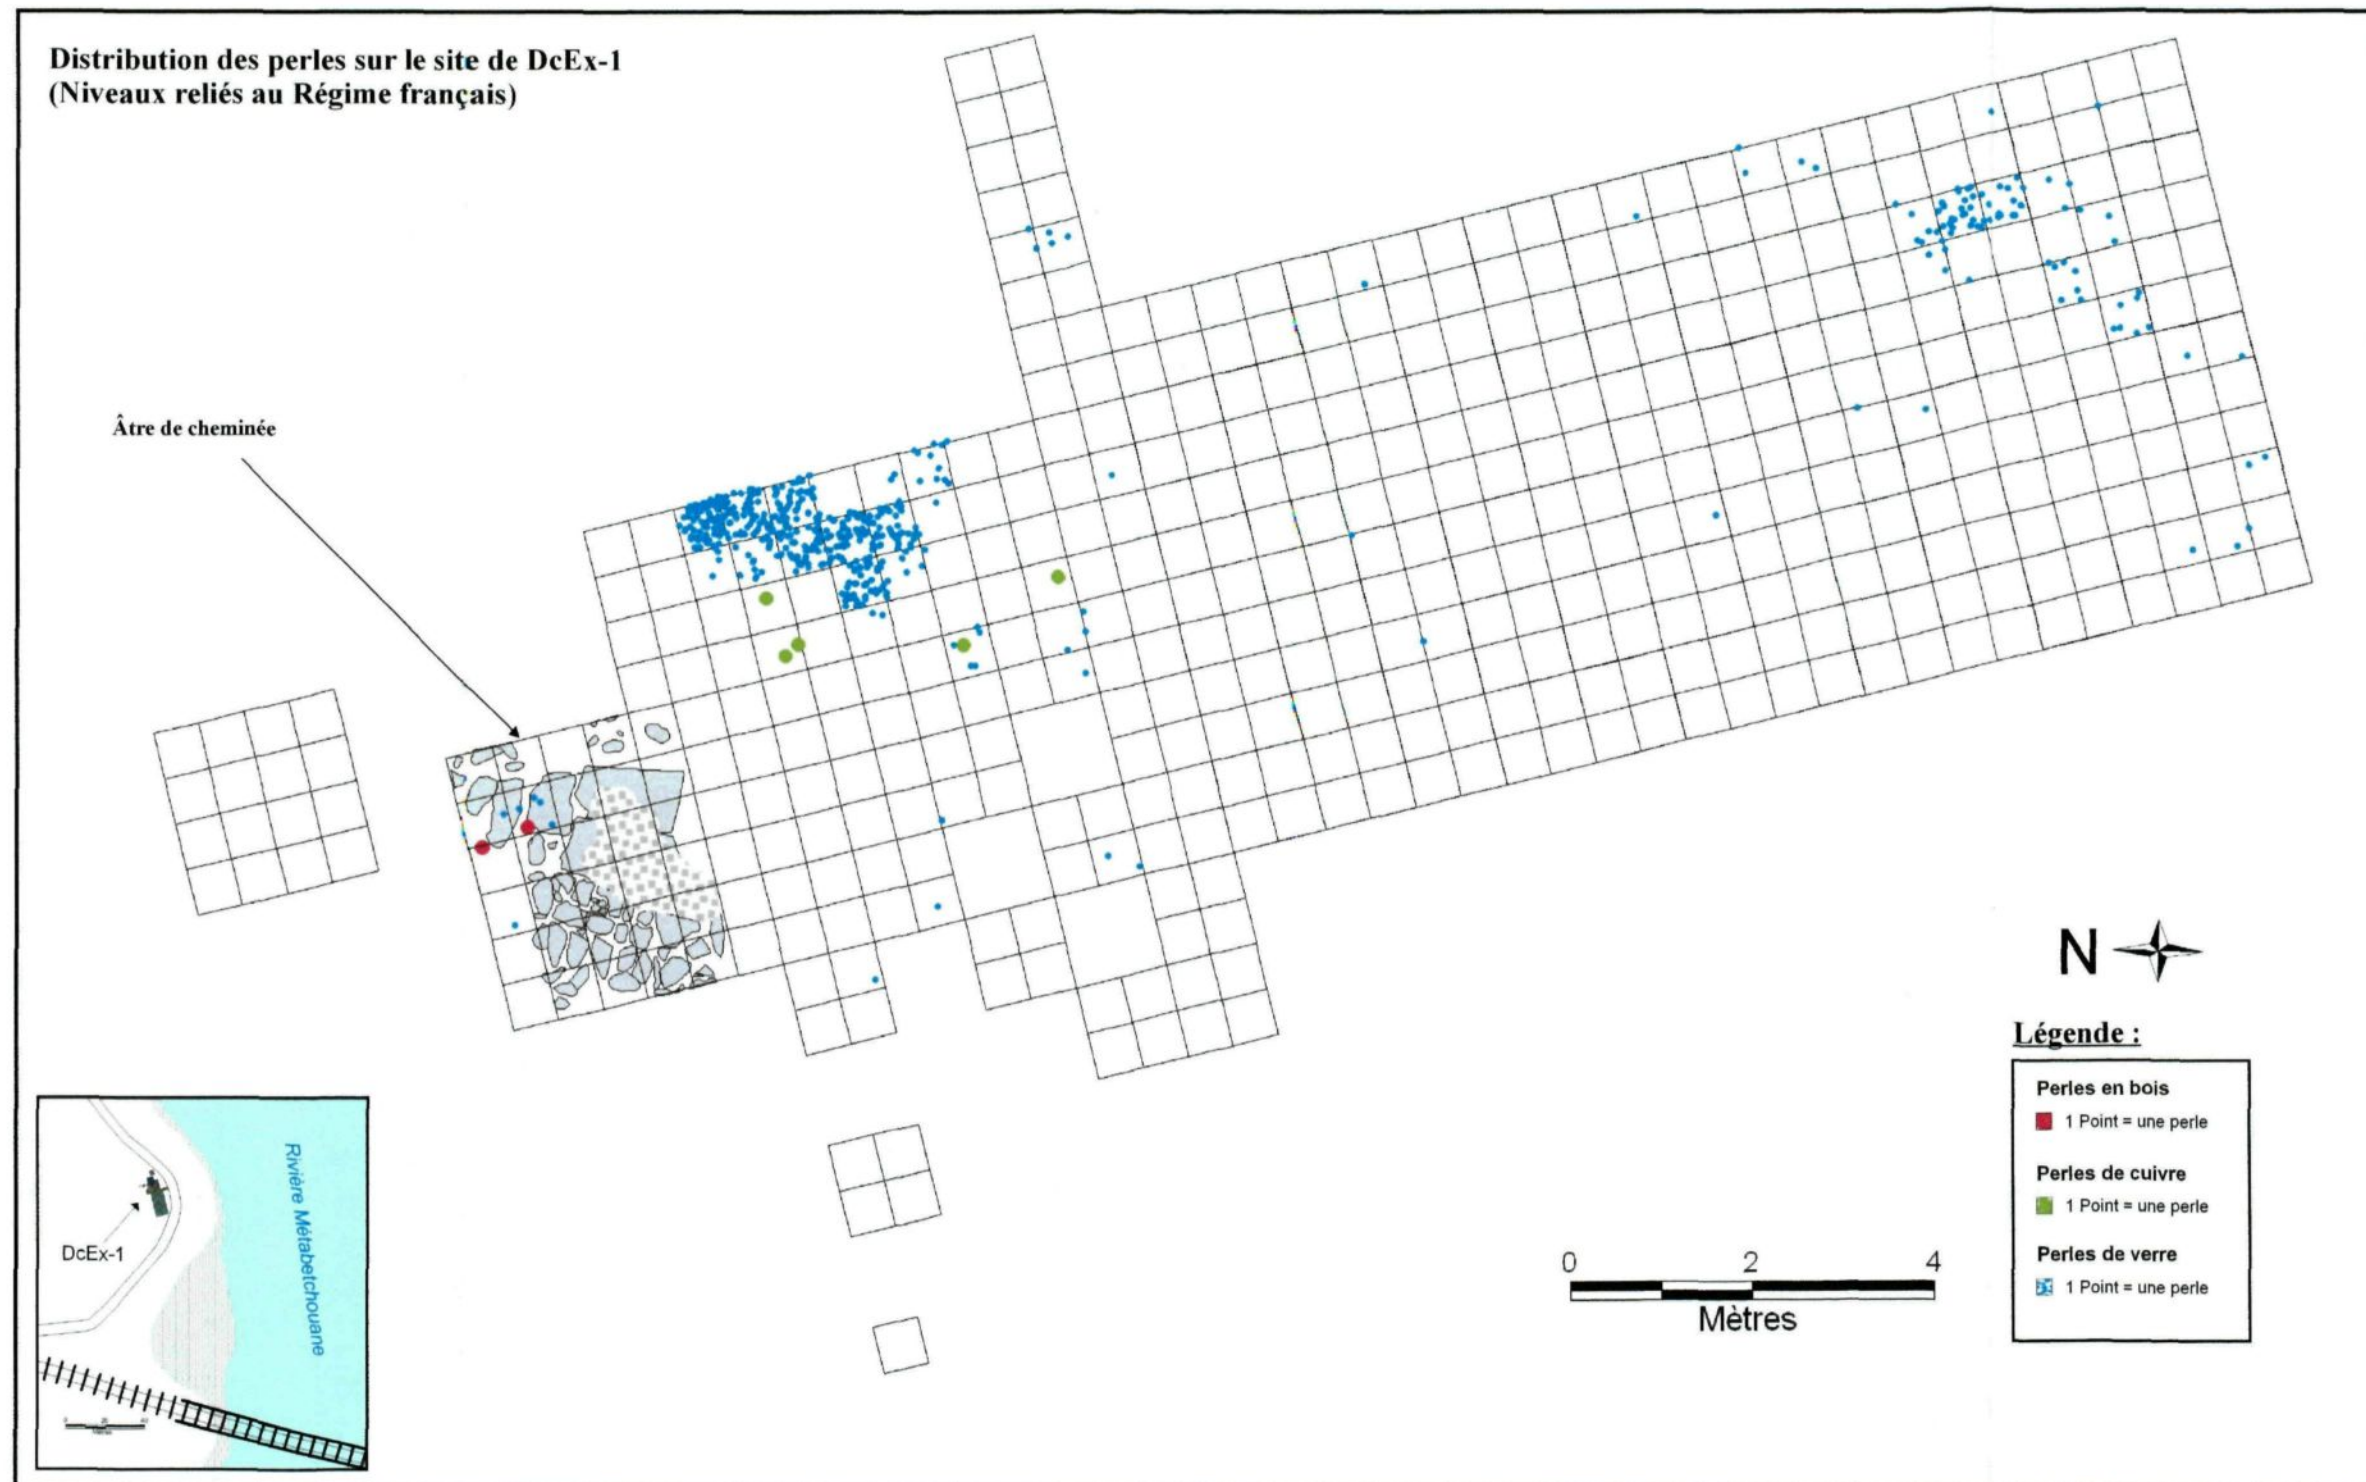 Distribution des perles sur le site de DcEx-1
(Niveaux reliés au Régime français)
Âtre de cheminée
N
Légende :
Perles en bois
1 Point = une perle
Perles de cuivre
1 Point = une perle
Perles de verre
1 Point = une perle
0 2 4
Mètres
Rivière Métabetchouane
DcEx-1